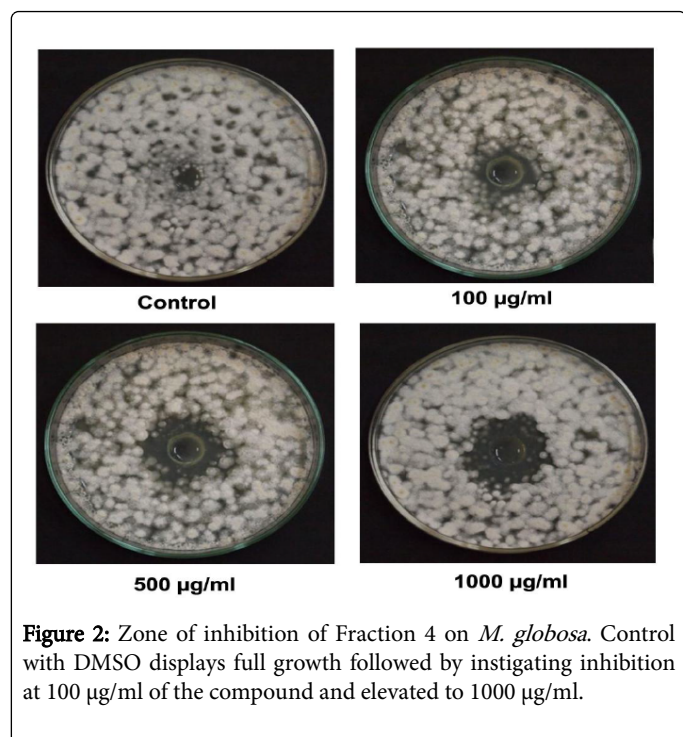 Control
100 µg/ml
500 µg/ml
1000 µg/ml
Figure 2: Zone of inhibition of Fraction 4 on M. globosa. Control
with DMSO displays full growth followed by instigating inhibition
at 100 µg/ml of the compound and elevated to 1000 µg/ml.